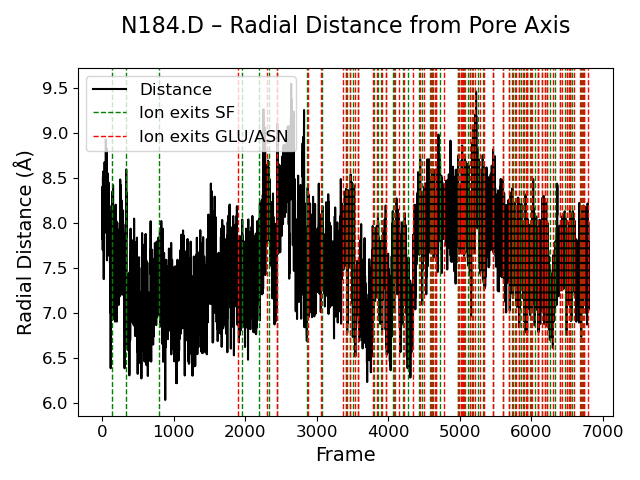 N184.D – Radial Distance from Pore Axis
Distance
Ion exits SF
Ion exits GLU/ASN
Radial Distance (Å)
9.5
9.0
8.5
8.0
7.5
7.0
6.5
6.0
0 1000 2000 3000 4000 5000 6000 7000
Frame